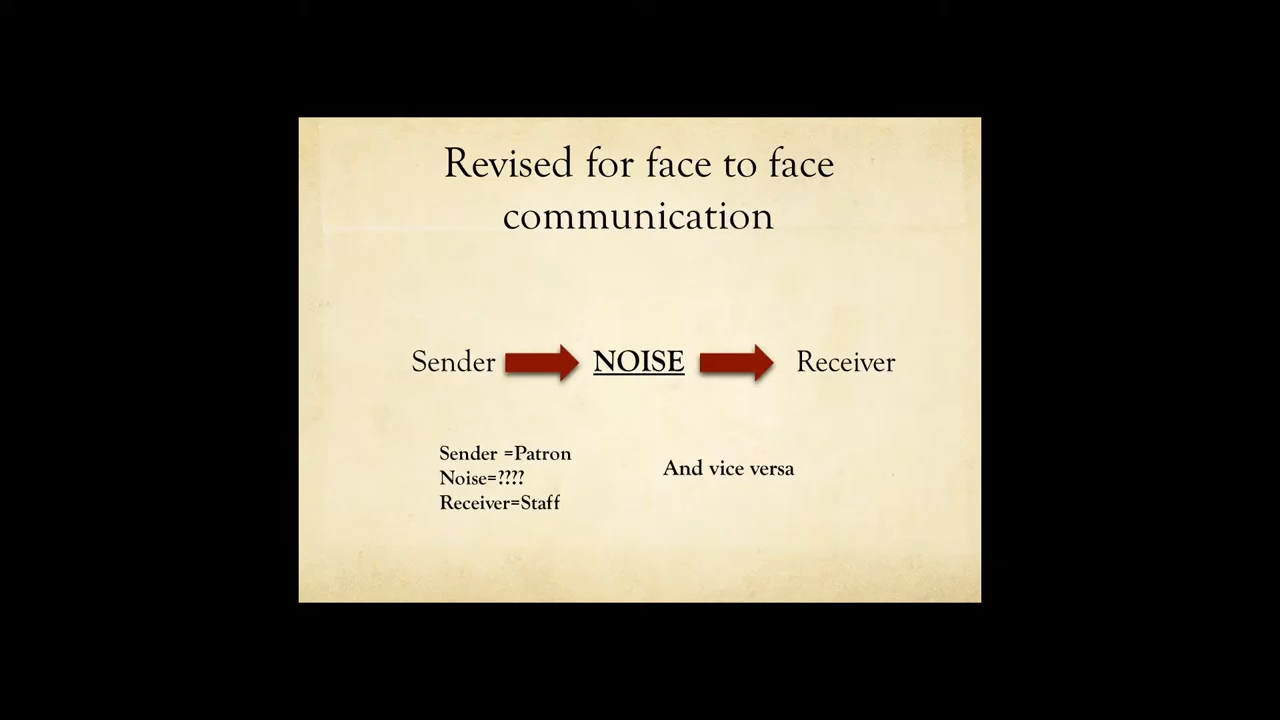 Revised for face to face
communication
Sender NOISE Receiver
Sender =Patron
Noise=????
Receiver=Staff
And vice versa